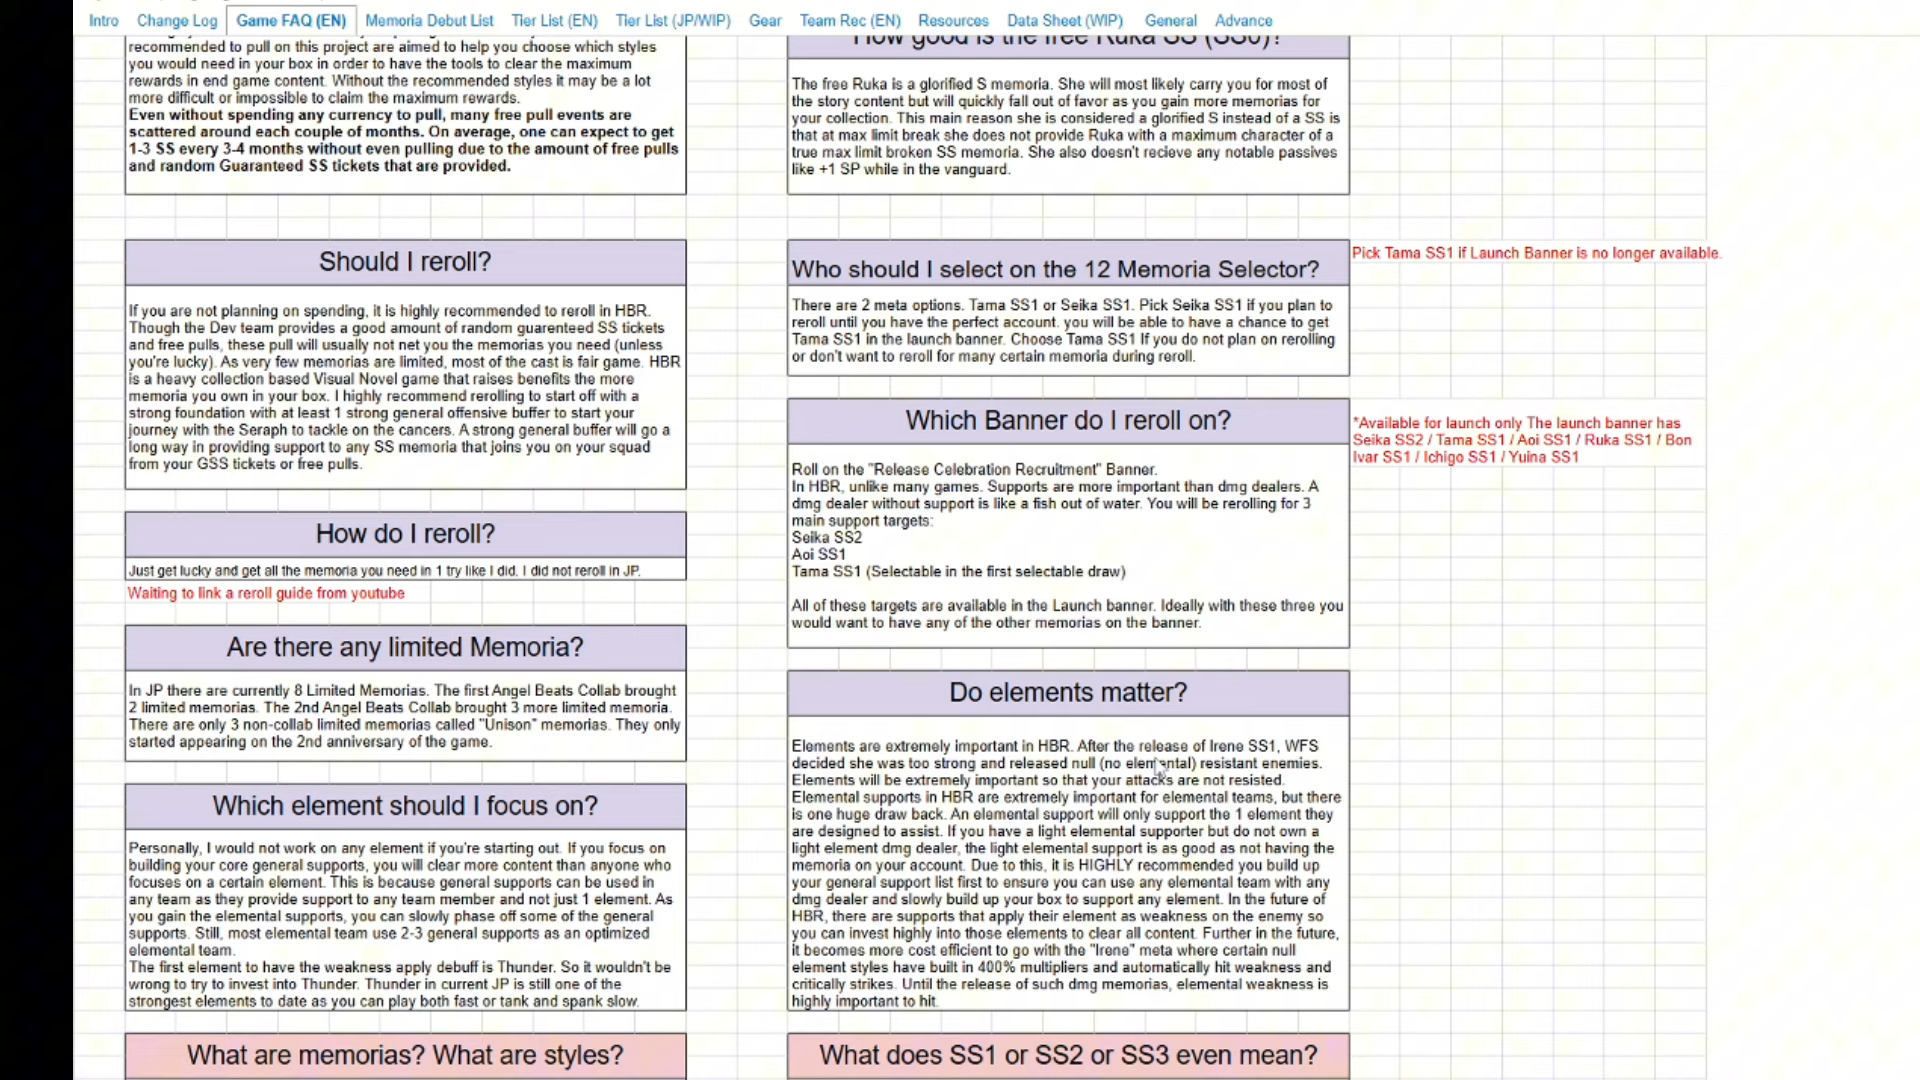 Intro Change Log Game FAQ (EN) Memoria Debut List Tier List (EN) Tier List (JP/WIP) Gear Team Rec (EN) Resources Data Sheet (WIP) General Advance
recommended to pull on this project are aimed to help you choose which styles
you would need in your box in order to have the tools to clear the maximum
rewards in end game content. Without the recommended styles it may be a lot
more difficult or impossible to claim the maximum rewards.
Even without spending any currency to pull, many free pull events are
scattered around each couple of months. On average, one can expect to get
1-3 SS every 3-4 months without even pulling due to the amount of free pulls
and random Guaranteed SS tickets that are provided.
Should I reroll?
If you are not planning on spending, it is highly recommended to reroll in HBR.
Though the Dev team provides a good amount of random guarenteed SS tickets
and free pulls, these pull will usually not net you the memorias you need (unless
you're lucky). As very few memorias are limited, most of the cast is fair game. HBR
is a heavy collection based Visual Novel game that raises benefits the more
memoria you own in your box. I highly recommend rerolling to start off with a
strong foundation with at least 1 strong general offensive buffer to start your
journey with the Seraph to tackle on the cancers. A strong general buffer will go a
long way in providing support to any SS memoria that joins you on your squad
from your GSS tickets or free pulls.
How do I reroll?
Just get lucky and get all the memoria you need in 1 try like I did. I did not reroll in JP.
Waiting to link a reroll guide from youtube
Are there any limited Memoria?
In JP there are currently 8 Limited Memorias. The first Angel Beats Collab brought
2 limited memorias. The 2nd Angel Beats Collab brought 3 more limited memoria.
There are only 3 non-collab limited memorias called "Unison" memorias. They only
started appearing on the 2nd anniversary of the game.
Which element should I focus on?
Personally, I would not work on any element if you're starting out. If you focus on
building your core general supports, you will clear more content than anyone who
focuses on a certain element. This is because general supports can be used in
any team as they provide support to any team member and not just 1 element. As
you gain the elemental supports, you can slowly phase off some of the general
supports. Still, most elemental team use 2-3 general supports as an optimized
elemental team.
The first element to have the weakness apply debuff is Thunder. So it wouldn't be
wrong to try to invest into Thunder. Thunder in current JP is still one of the
strongest elements to date as you can play both fast or tank and spank slow.
What are memorias? What are styles?
How good is the free Ruka SS (SS0)?
The free Ruka is a glorified S memoria. She will most likely carry you for most of
the story content but will quickly fall out of favor as you gain more memorias for
your collection. This main reason she is considered a glorified S instead of a SS is
that at max limit break she does not provide Ruka with a maximum character of a
true max limit broken SS memoria. She also doesn't recieve any notable passives
like +1 SP while in the vanguard.
Who should I select on the 12 Memoria Selector?
Pick Tama SS1 if Launch Banner is no longer available.
There are 2 meta options. Tama SS1 or Seika SS1. Pick Seika SS1 if you plan to
reroll until you have the perfect account. you will be able to have a chance to get
Tama SS1 in the launch banner. Choose Tama SS1 If you do not plan on rerolling
or don't want to reroll for many certain memoria during reroll.
Which Banner do I reroll on?
*Available for launch only The launch banner has
Seika SS2 / Tama SS1 / Aoi SS1 / Ruka SS1 / Bon
Ivar SS1 / Ichigo SS1 / Yuina SS1
Roll on the "Release Celebration Recruitment" Banner.
In HBR, unlike many games. Supports are more important than dmg dealers. A
dmg dealer without support is like a fish out of water. You will be rerolling for 3
main support targets:
Seika SS2
Aoi SS1
Tama SS1 (Selectable in the first selectable draw)
All of these targets are available in the Launch banner. Ideally with these three you
would want to have any of the other memorias on the banner.
Do elements matter?
Elements are extremely important in HBR. After the release of Irene SS1, WFS
decided she was too strong and released null (no elemental) resistant enemies.
Elements will be extremely important so that your attacks are not resisted.
Elemental supports in HBR are extremely important for elemental teams, but there
is one huge draw back. An elemental support will only support the 1 element they
are designed to assist. If you have a light elemental supporter but do not own a
light element dmg dealer, the light elemental support is as good as not having the
memoria on your account. Due to this, it is HIGHLY recommended you build up
your general support list first to ensure you can use any elemental team with any
dmg dealer and slowly build up your box to support any element. In the future of
HBR, there are supports that apply their element as weakness on the enemy so
you can invest highly into those elements to clear all content. Further in the future,
it becomes more cost efficient to go with the "Irene" meta where certain null
element styles have built in 400% multipliers and automatically hit weakness and
critically strikes. Until the release of such dmg memorias, elemental weakness is
highly important to hit.
What does SS1 or SS2 or SS3 even mean?